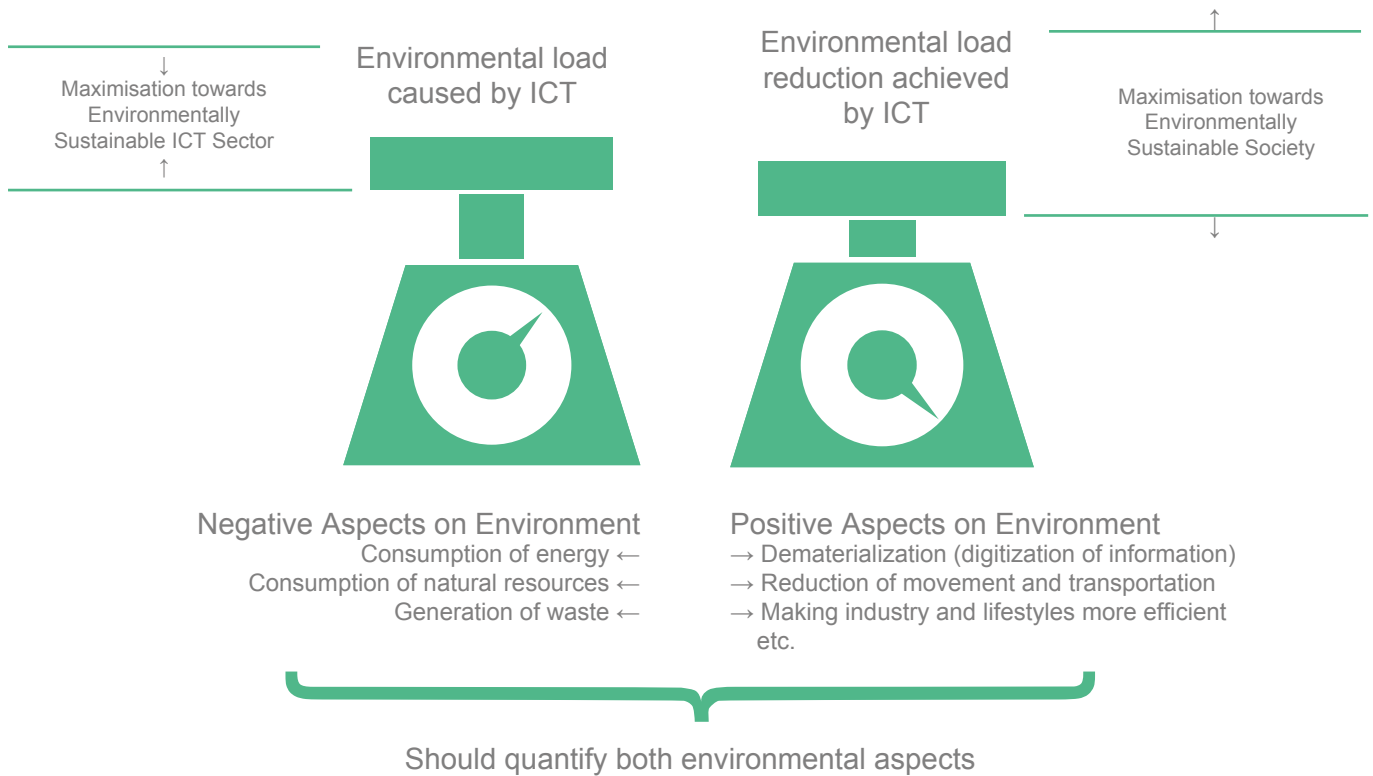 ↓
Maximisation towards
Environmentally
Sustainable ICT Sector
↑
Environmental load
caused by ICT
Environmental load
reduction achieved
by ICT
↑
Maximisation towards
Environmentally
Sustainable Society
↓
Negative Aspects on Environment
Consumption of energy ←
Consumption of natural resources ←
Generation of waste ←
Positive Aspects on Environment
→ Dematerialization (digitization of information)
→ Reduction of movement and transportation
→ Making industry and lifestyles more efficient
etc.
Should quantify both environmental aspects